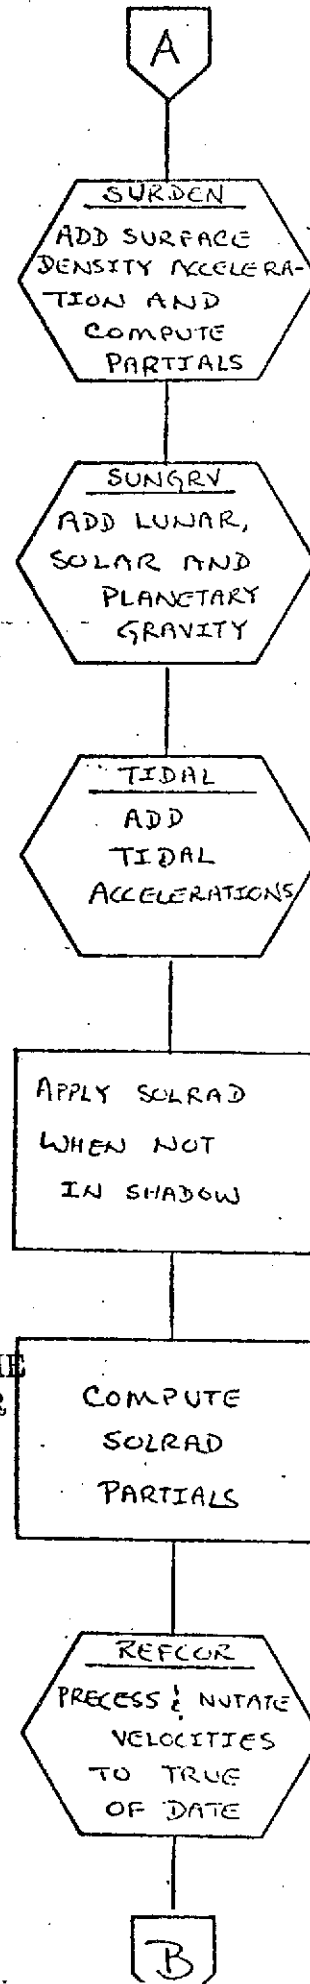 A
SURDEN
ADD SURFACE
DENSITY ACCELERA-
TION AND
COMPUTE
PARTIALS
SUNGRV
ADD LUNAR,
SOLAR AND
PLANETARY
GRAVITY
TIDAL
ADD
TIDAL
ACCELERATIONS
APPLY SOLRAD
WHEN NOT
IN SHADOW
COMPUTE
SOLRAD
PARTIALS
REFCOR
PRECESS & NUTATE
VELOCITIES
TO TRUE
OF DATE
B